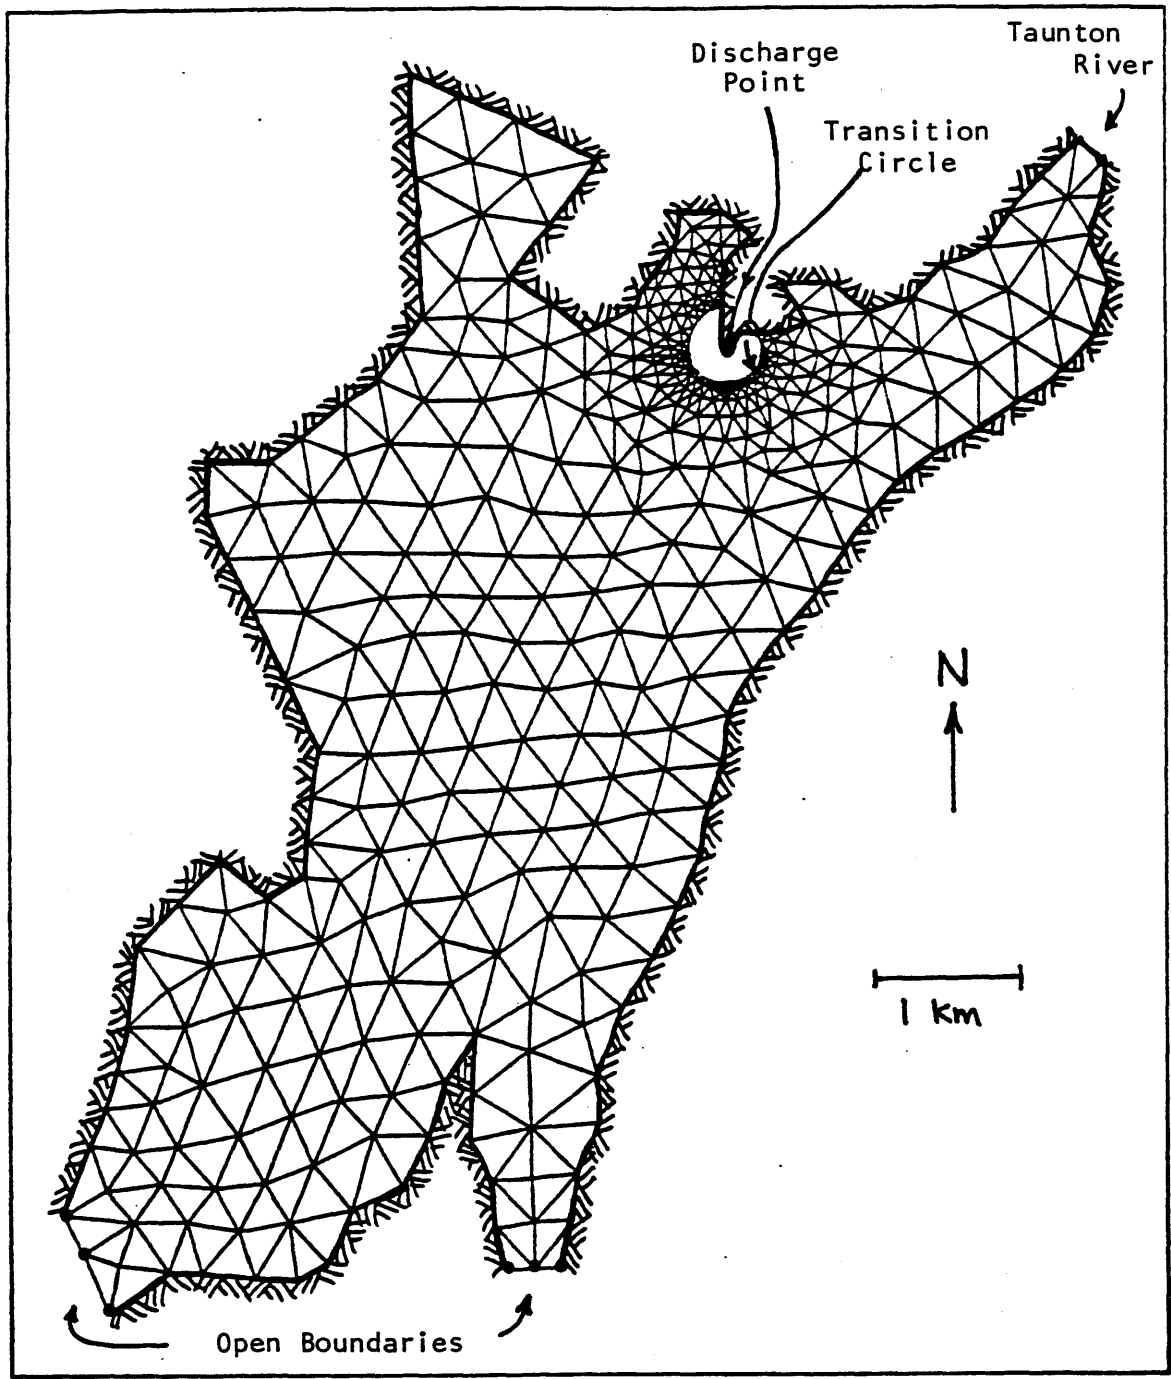 Taunton
River
Discharge
Point
Transition
Circle
N
1 Km
Open Boundaries